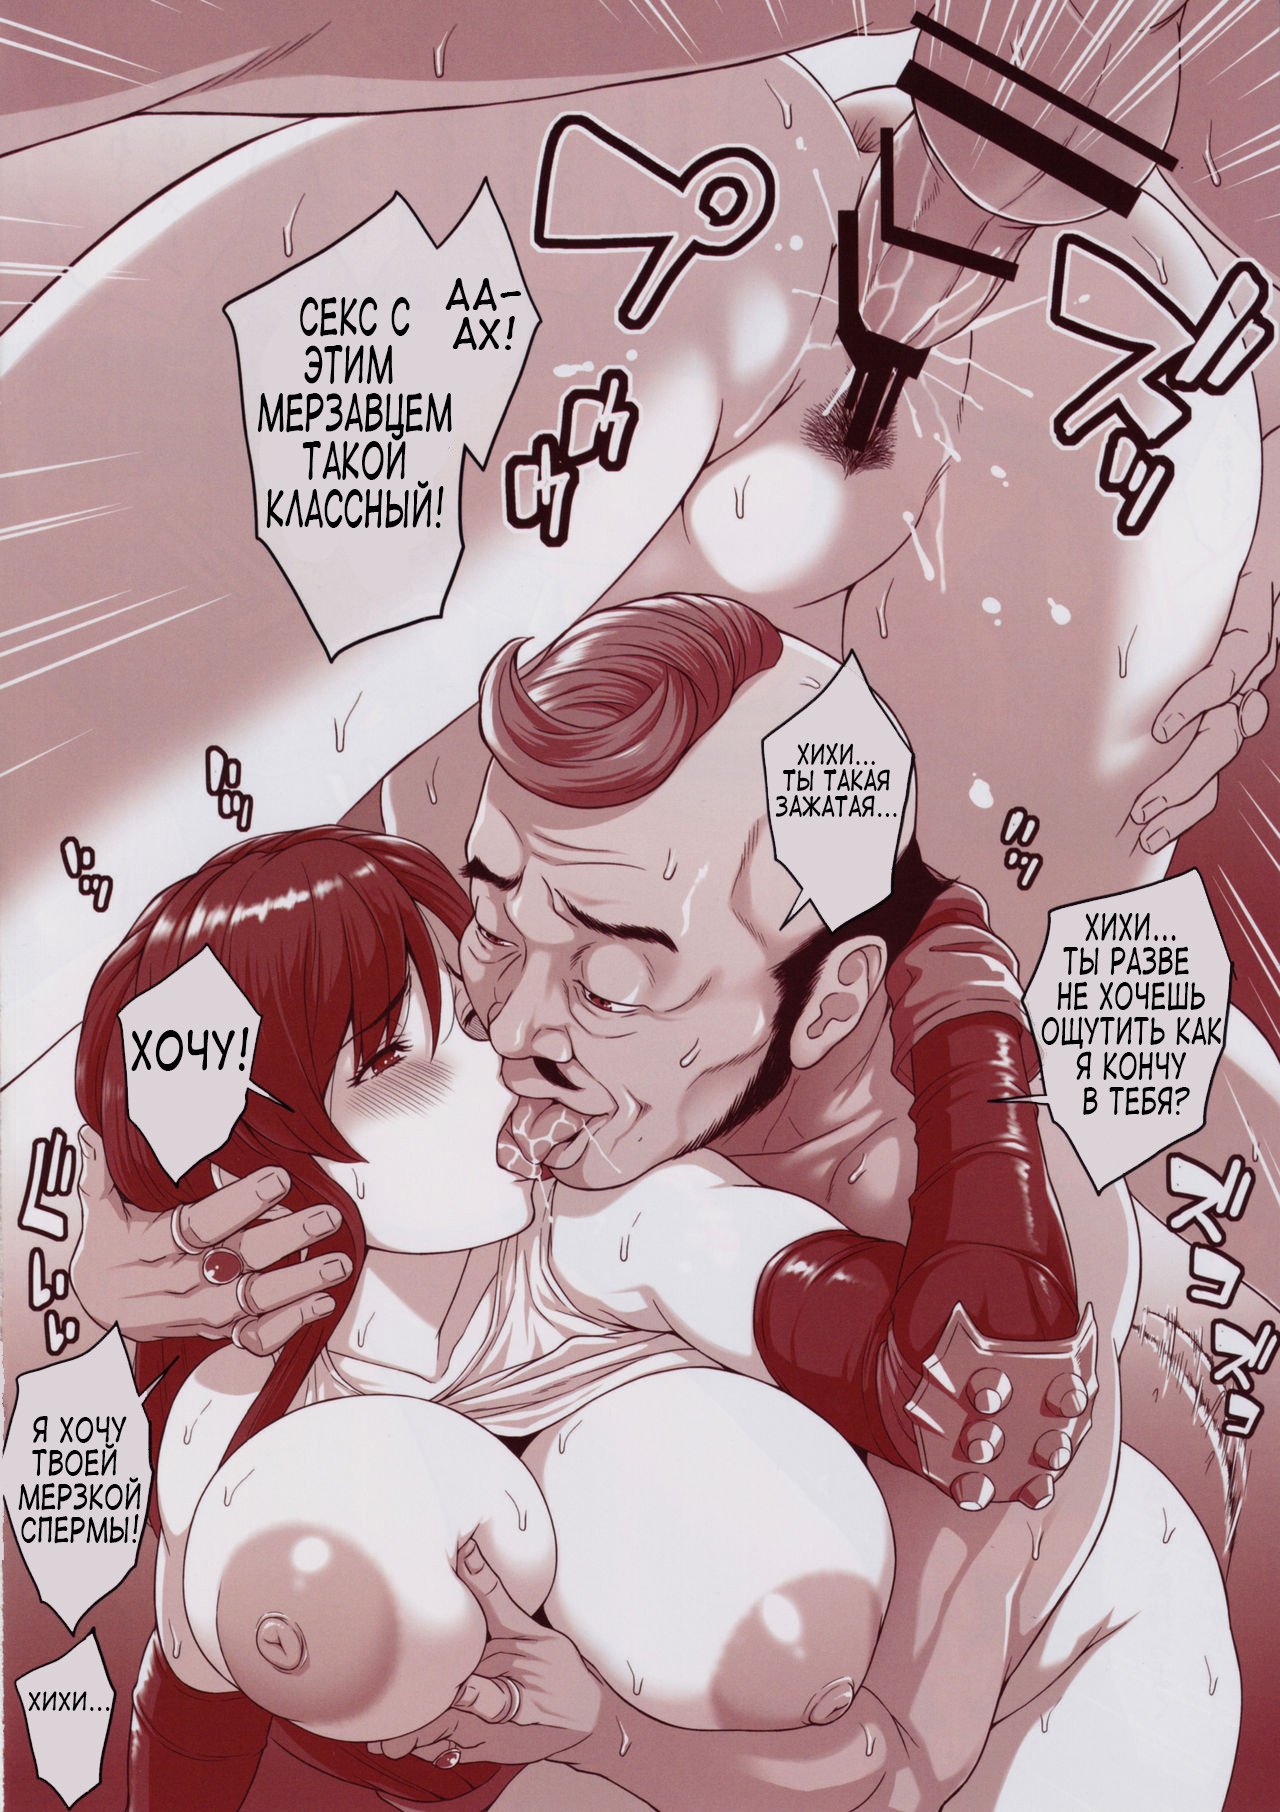 АА-
АХ!
СЕКС С
ЭТИМ
МЕРЗАВЦЕМ
ТАКОЙ
КЛАССНЫЙ!
ХИХИ...
ТЫ ТАКАЯ
ЗАЖАТАЯ...
ХИХИ...
ТЫ РАЗВЕ
НЕ ХОЧЕШЬ
ОЩУТИТЬ КАК
Я КОНЧУ
В ТЕБЯ?
ХОЧУ!
Я ХОЧУ
ТВОЕЙ
МЕРЗКОЙ
СПЕРМЫ!
ХИХИ...